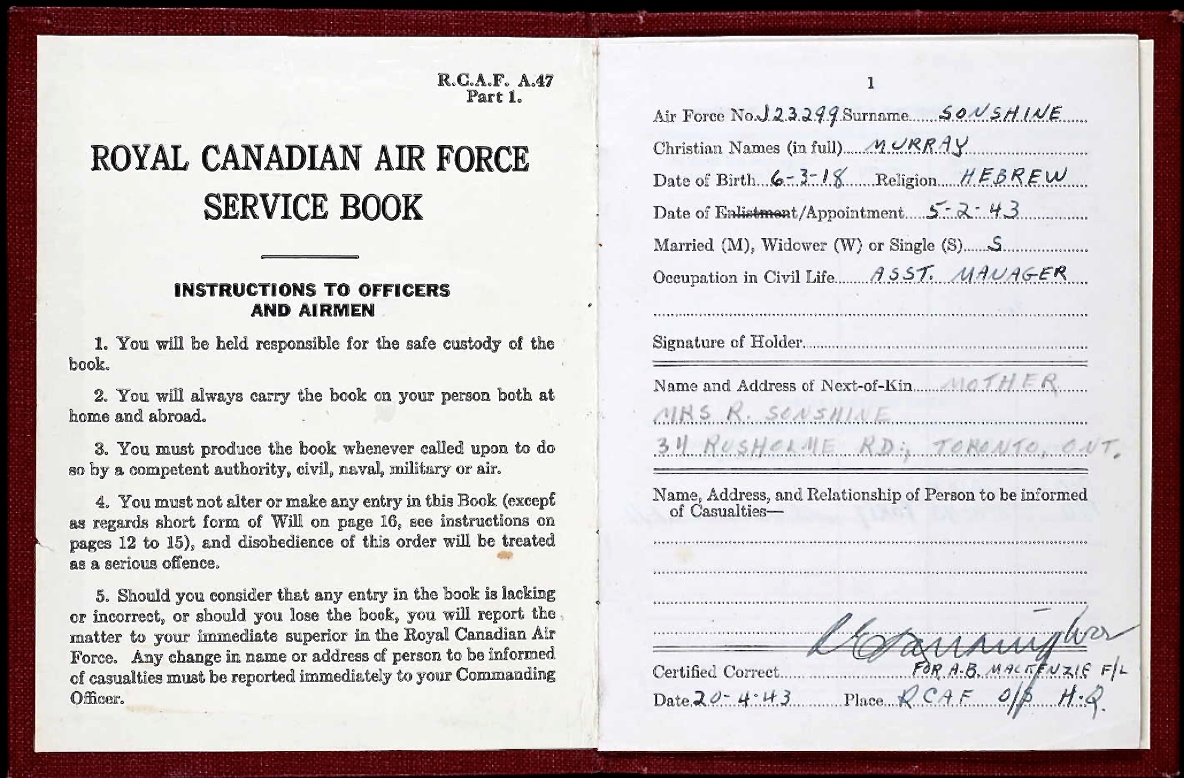 R.C.A.F. A.47
Part 1.
ROYAL CANADIAN AIR FORCE
SERVICE BOOK
INSTRUCTIONS TO OFFICERS
AND AIRMEN
1. You will be held responsible for the safe custody of the
book.
2. You will always carry the book on your person both at
home and abroad.
3. You must produce the book whenever called upon to do
so by a competent authority, civil, naval, military or air.
4. You must not alter or make any entry in this Book (except
as regards short form of Will on page 16, see instructions on
pages 12 to 15), and disobedience of this order will be treated
as a serious offence.
5. Should you consider that any entry in the book is lacking
or incorrect, or should you lose the book, you will report the
matter to your immediate superior in the Royal Canadian Air
Force. Any change in name or address of person to be informed
of casualties must be reported immediately to your Commanding
Officer.
1
Air Force No. J23299 Surname SONSHINE
Christian Names (in full) MURRAY
Date of Birth 6-3-18 Religion HEBREW
Date of Enlistment/Appointment 5-2-43
Married (M), Widower (W) or Single (S) S
Occupation in Civil Life ASST. MANAGER
Signature of Holder
Name and Address of Next-of-Kin MOTHER
MRS R. SONSHINE
34 TORONTO ONT.
Name, Address, and Relationship of Person to be informed
of Casualties—
Certified Correct FOR A.B. MACKENZIE F/L
Date 20-4-43 Place R.C.A.F. O/S H.Q.